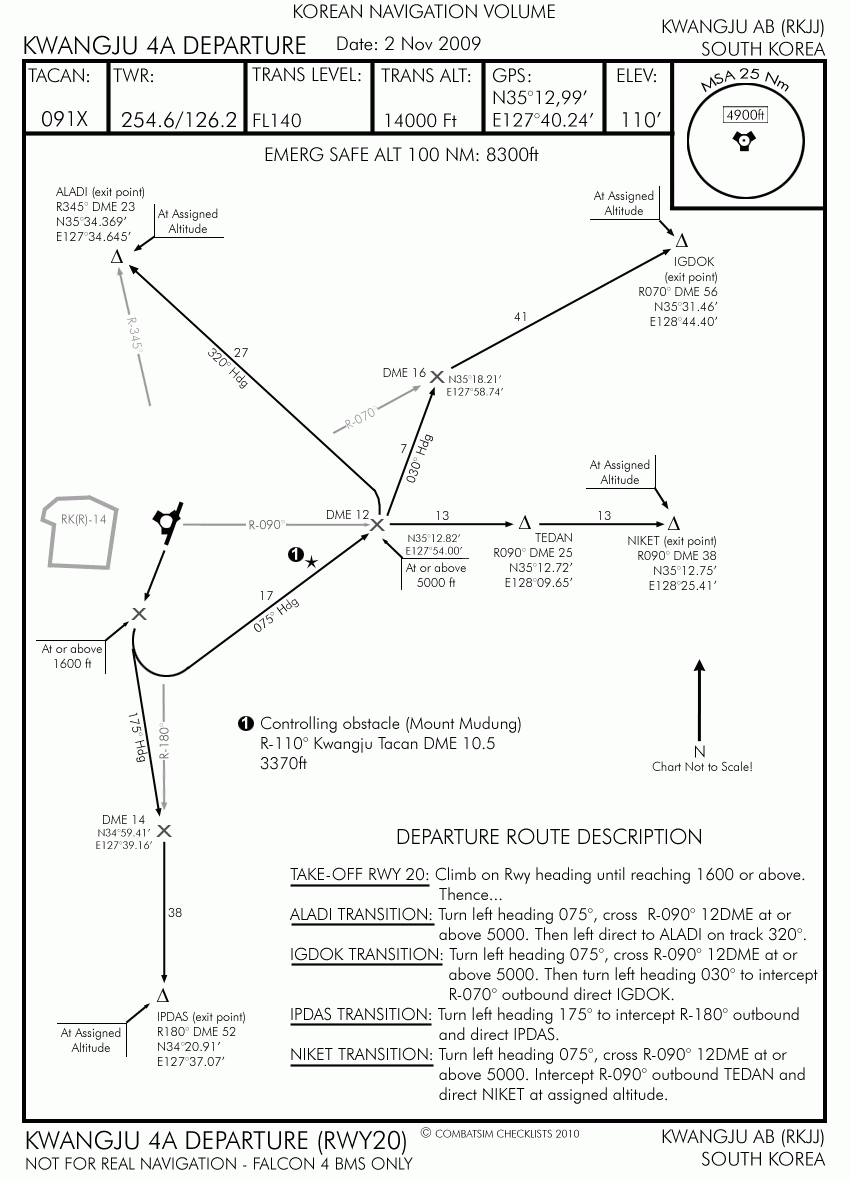 KOREAN NAVIGATION VOLUME
KWANGJU 4A DEPARTURE Date: 2 Nov 2009
KWANGJU AB (RKJJ)
SOUTH KOREA
TACAN:
091X
TWR:
254.6/126.2
TRANS LEVEL:
FL140
TRANS ALT:
14000 Ft
GPS:
N35°12,99'
E127°40.24'
ELEV:
110'
MSA 25 Nm
4900ft
EMERG SAFE ALT 100 NM: 8300ft
ALADI (exit point)
R345° DME 23
N35°34.369'
E127°34.645'
At Assigned
Altitude
At Assigned
Altitude
IGDOK
(exit point)
R070° DME 56
N35°31.46'
E128°44.40'
R-345°
27
320° Hdg
41
DME 16
N35°18.21'
E127°58.74'
R-070°
7
030° Hdg
RK(R)-14
R-090°
DME 12
N35°12.82'
E127°54.00'
At or above
5000 ft
13
TEDAN
R090° DME 25
N35°12.72'
E128°09.65'
13
At Assigned
Altitude
NIKET (exit point)
R090° DME 38
N35°12.75'
E128°25.41'
1
17
075° Hdg
At or above
1600 ft
175° Hdg
R-180°
1 Controlling obstacle (Mount Mudung)
R-110° Kwangju Tacan DME 10.5
3370ft
N
Chart Not to Scale!
DME 14
N34°59.41'
E127°39.16'
38
At Assigned
Altitude
IPDAS (exit point)
R180° DME 52
N34°20.91'
E127°37.07'
DEPARTURE ROUTE DESCRIPTION
TAKE-OFF RWY 20: Climb on Rwy heading until reaching 1600 or above.
Thence...
ALADI TRANSITION: Turn left heading 075°, cross R-090° 12DME at or
above 5000. Then left direct to ALADI on track 320°.
IGDOK TRANSITION: Turn left heading 075°, cross R-090° 12DME at or
above 5000. Then turn left heading 030° to intercept
R-070° outbound direct IGDOK.
IPDAS TRANSITION: Turn left heading 175° to intercept R-180° outbound
and direct IPDAS.
NIKET TRANSITION: Turn left heading 075°, cross R-090° 12DME at or
above 5000. Intercept R-090° outbound TEDAN and
direct NIKET at assigned altitude.
KWANGJU 4A DEPARTURE (RWY20)
© COMBATSIM CHECKLISTS 2010
NOT FOR REAL NAVIGATION - FALCON 4 BMS ONLY
KWANGJU AB (RKJJ)
SOUTH KOREA